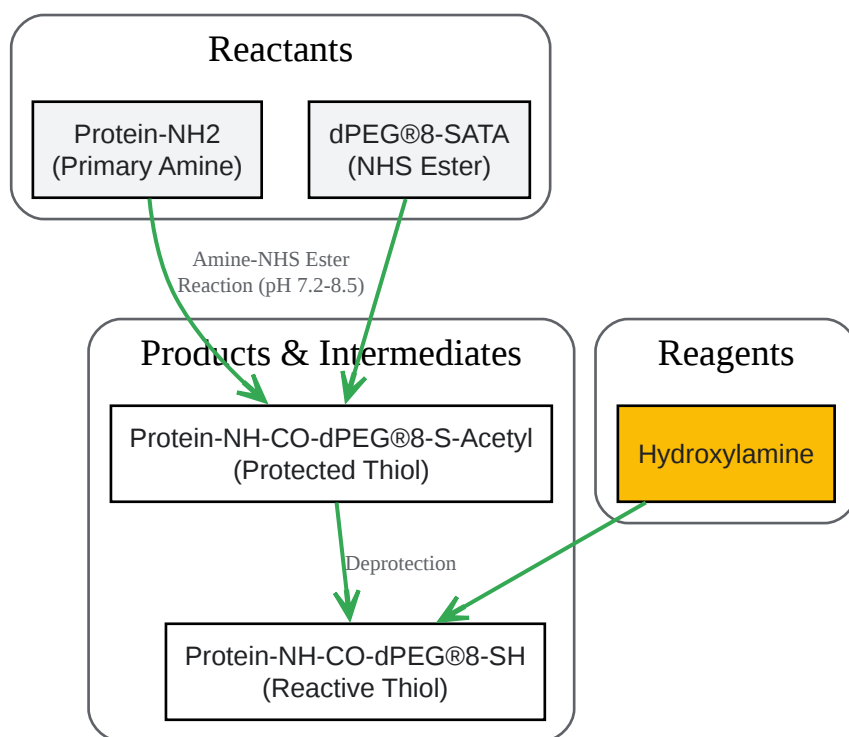 Reactants
Protein-NH2
(Primary Amine)
dPEG®8-SATA
(NHS Ester)
Amine-NHS Ester
Reaction (pH 7.2-8.5)
Products & Intermediates
Reagents
Protein-NH-CO-dPEG®8-S-Acetyl
(Protected Thiol)
Hydroxylamine
Deprotection
Protein-NH-CO-dPEG®8-SH
(Reactive Thiol)